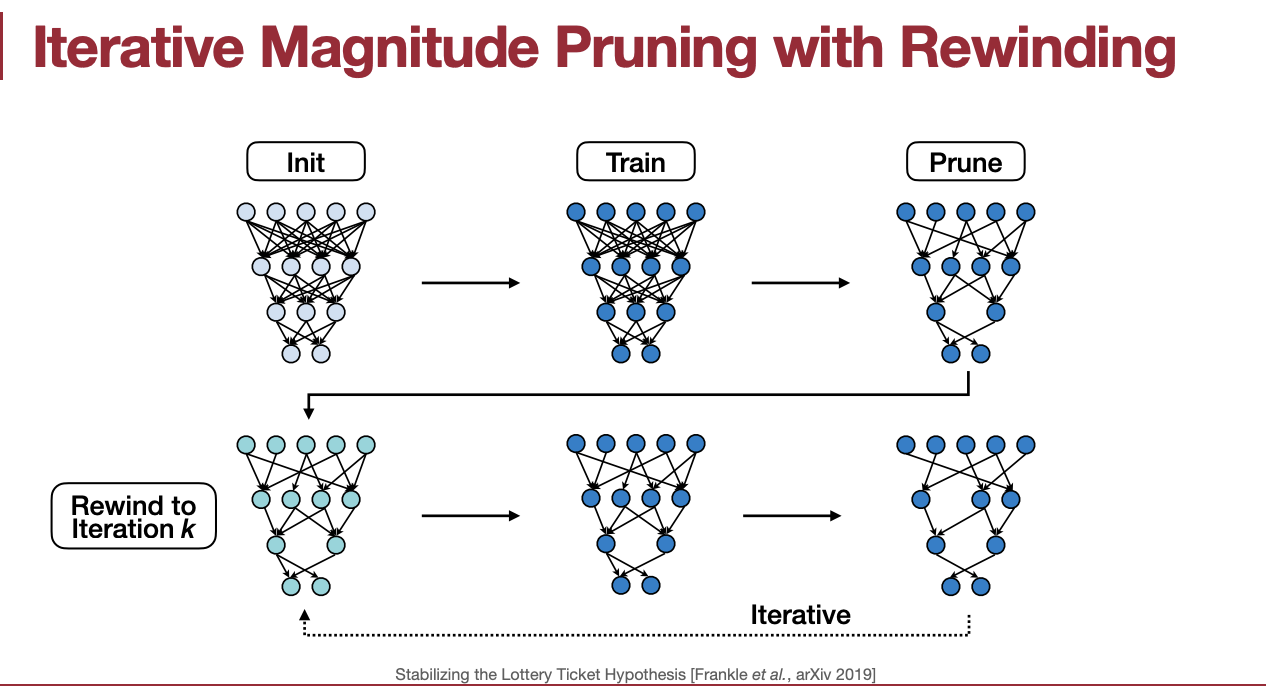 Iterative Magnitude Pruning with Rewinding
Init
Train
Prune
Rewind to
Iteration k
Iterative
Stabilizing the Lottery Ticket Hypothesis [Frankle et al., arXiv 2019]